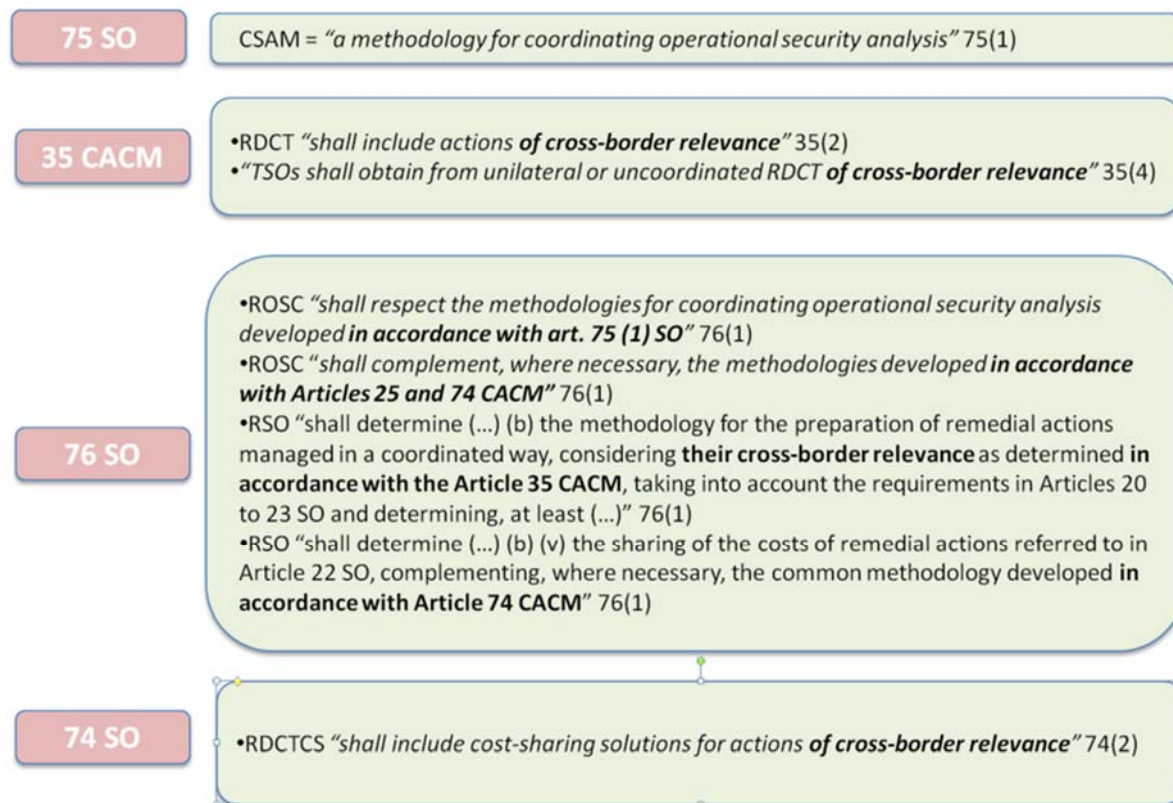 75 SO
CSAM = “a methodology for coordinating operational security analysis” 75(1)
35 CACM
•RDCT “shall include actions of cross-border relevance” 35(2)
•“TSOs shall obtain from unilateral or uncoordinated RDCT of cross-border relevance” 35(4)
76 SO
•ROSC “shall respect the methodologies for coordinating operational security analysis
developed in accordance with art. 75 (1) SO” 76(1)
•ROSC “shall complement, where necessary, the methodologies developed in accordance
with Articles 25 and 74 CACM” 76(1)
•RSO “shall determine (...) (b) the methodology for the preparation of remedial actions
managed in a coordinated way, considering their cross-border relevance as determined in
accordance with the Article 35 CACM, taking into account the requirements in Articles 20
to 23 SO and determining, at least (...)” 76(1)
•RSO “shall determine (...) (b) (v) the sharing of the costs of remedial actions referred to in
Article 22 SO, complementing, where necessary, the common methodology developed in
accordance with Article 74 CACM” 76(1)
74 SO
•RDCTCS “shall include cost-sharing solutions for actions of cross-border relevance” 74(2)